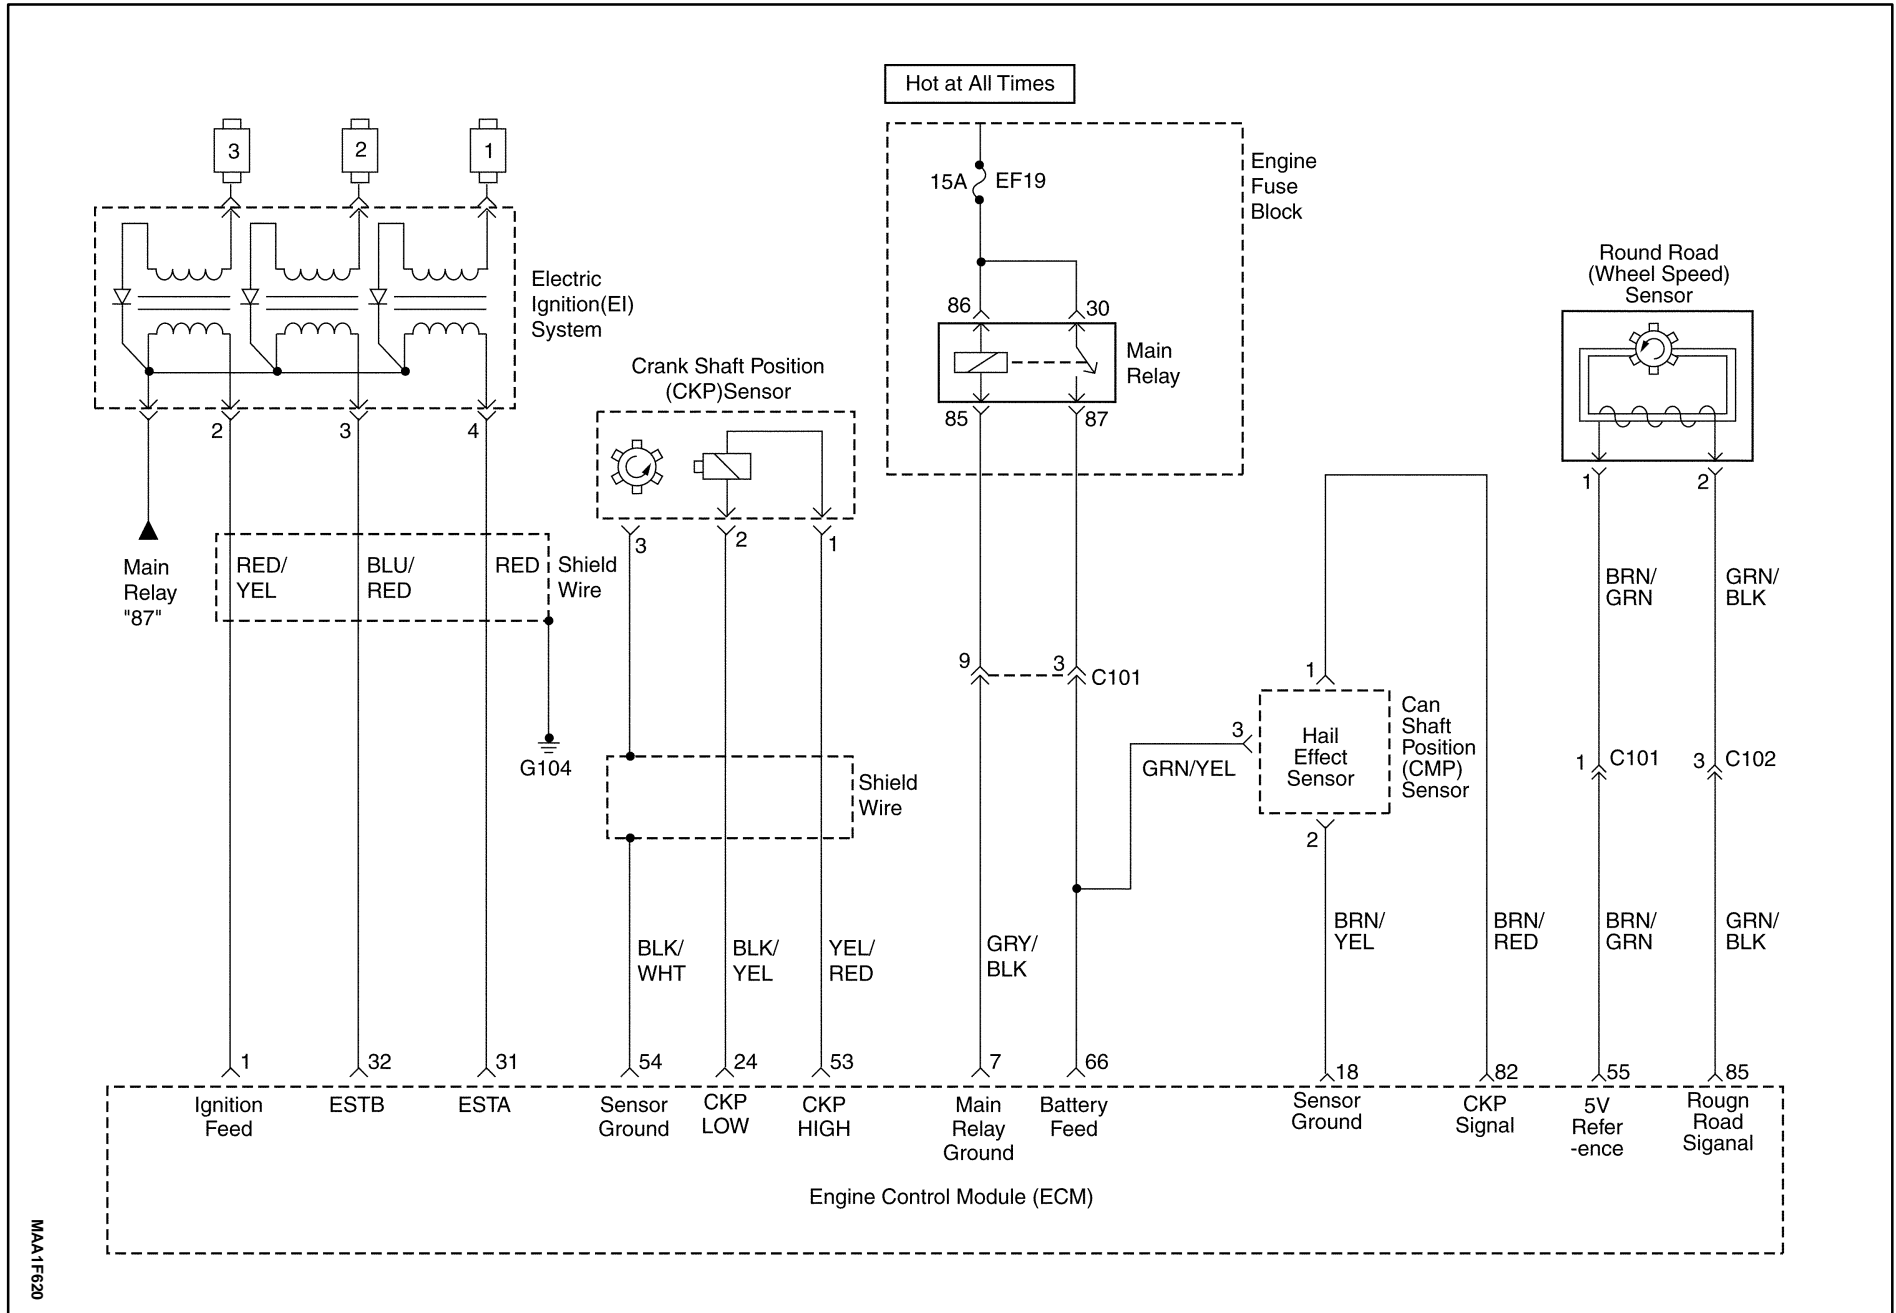 Hot at All Times
3
2
1
15A
EF19
Engine
Fuse
Block
Electric
Ignition(EI)
System
Round Road
(Wheel Speed)
Sensor
86
30
Main
Relay
85
87
Crank Shaft Position
(CKP)Sensor
2
3
4
1
2
3
2
1
Main
Relay
"87"
RED/
YEL
BLU/
RED
RED
Shield
Wire
BRN/
GRN
GRN/
BLK
G104
9
3
C101
1
3
GRN/YEL
Hail
Effect
Sensor
2
Can
Shaft
Position
(CMP)
Sensor
1
C101
3
C102
Shield
Wire
BLK/
WHT
BLK/
YEL
YEL/
RED
GRY/
BLK
BRN/
YEL
BRN/
RED
BRN/
GRN
GRN/
BLK
1
32
31
54
24
53
7
66
18
82
55
85
Ignition
Feed
ESTB
ESTA
Sensor
Ground
CKP
LOW
CKP
HIGH
Main
Relay
Ground
Battery
Feed
Sensor
Ground
CKP
Signal
5V
Refer
-ence
Rougn
Road
Siganal
Engine Control Module (ECM)
MAA1F620